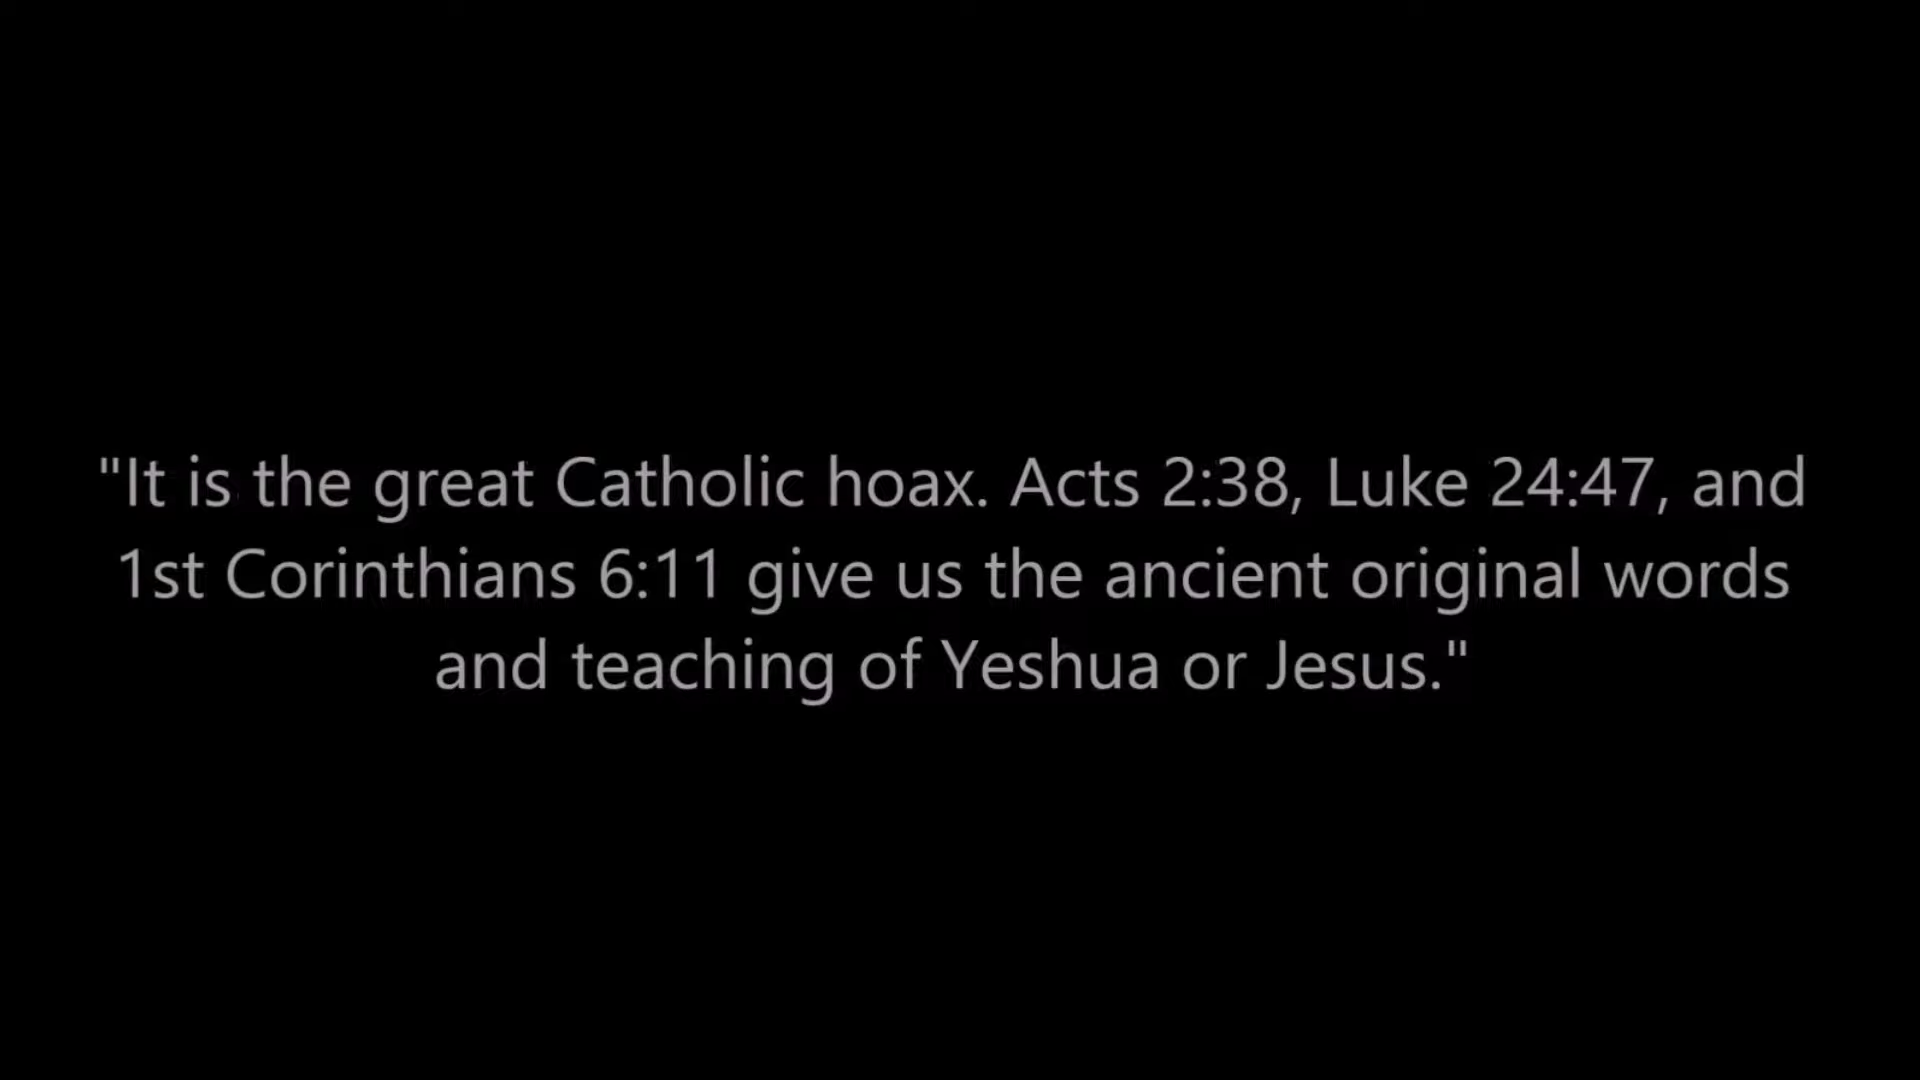 "It is the great Catholic hoax. Acts 2:38, Luke 24:47, and
1st Corinthians 6:11 give us the ancient original words
and teaching of Yeshua or Jesus."